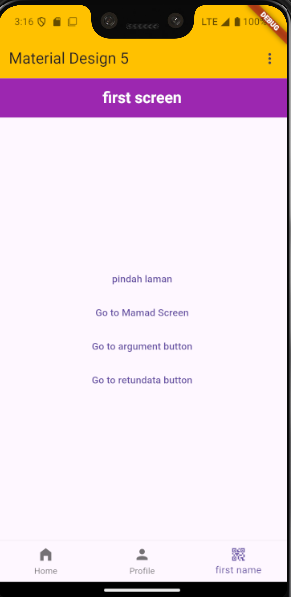 3:16 LTE 100%
DEBUG
Material Design 5
first screen
pindah laman
Go to Mamad Screen
Go to argument button
Go to retundata button
Home Profile first name